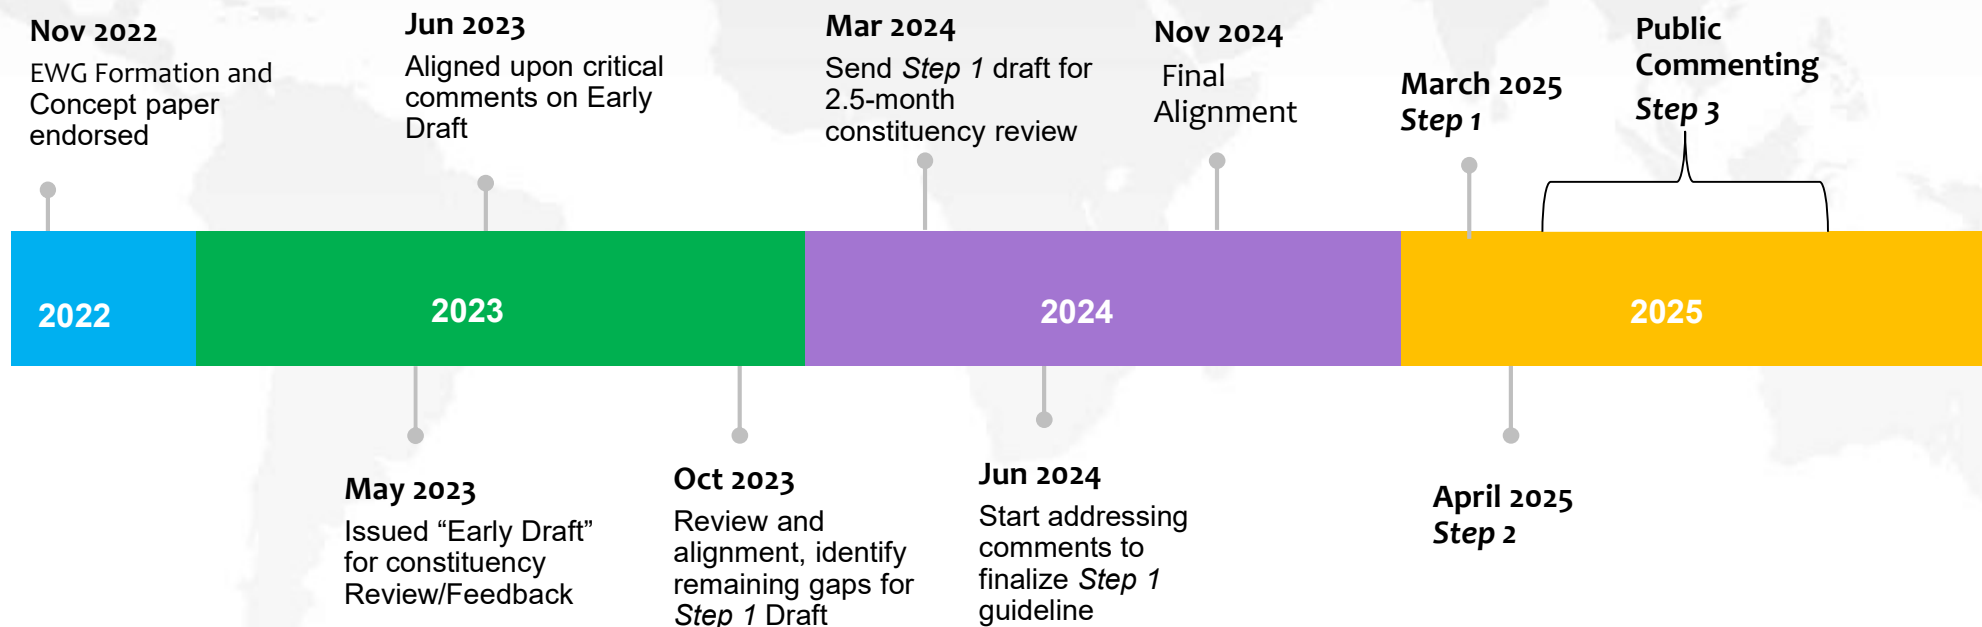 Nov 2022
EWG Formation and
Concept paper
endorsed
Jun 2023
Aligned upon critical
comments on Early
Draft
Mar 2024
Send Step 1 draft for
2.5-month
constituency review
Nov 2024
Final
Alignment
March 2025
Step 1
Public
Commenting
Step 3
2022
2023
2024
2025
May 2023
Issued “Early Draft”
for constituency
Review/Feedback
Oct 2023
Review and
alignment, identify
remaining gaps for
Step 1 Draft
Jun 2024
Start addressing
comments to
finalize Step 1
guideline
April 2025
Step 2